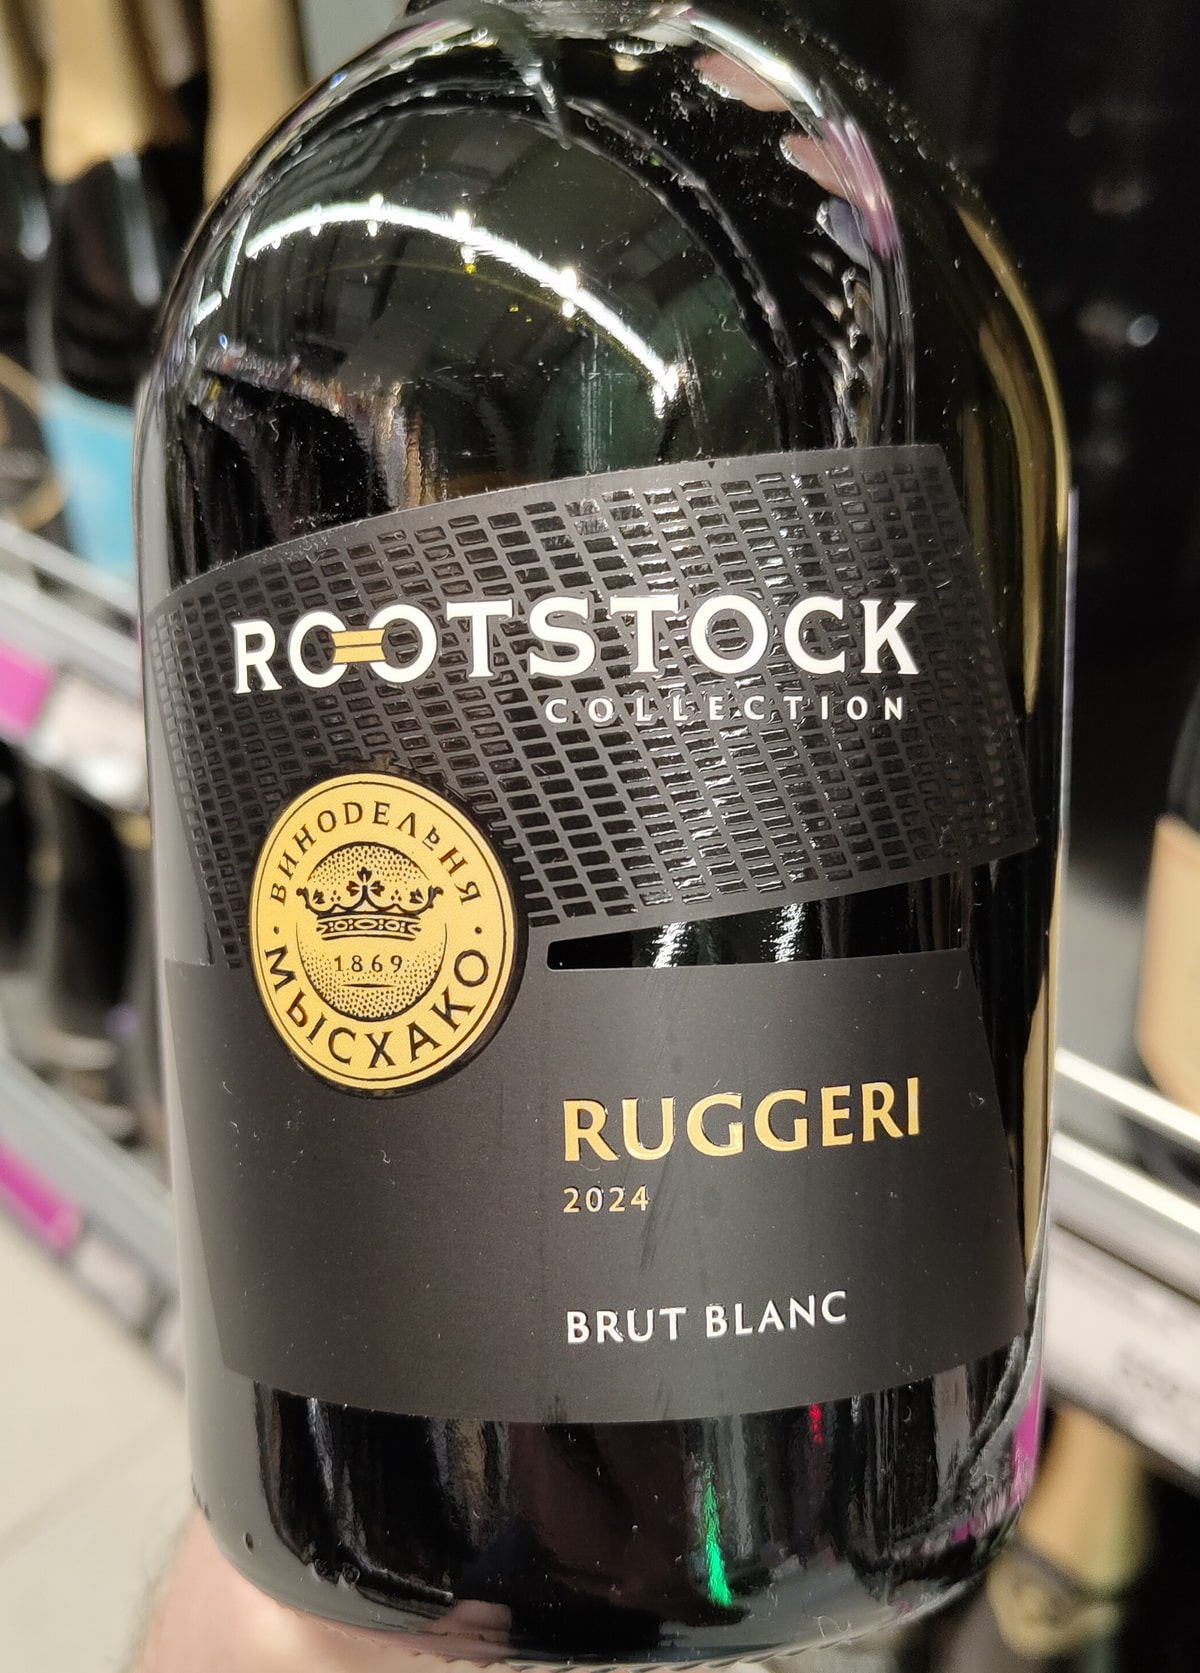 ROOTSTOCK
COLLECTION
ВИНОДЕЛЬНЯ
1869
МЫСХАКО
RUGGERI
2024
BRUT BLANC